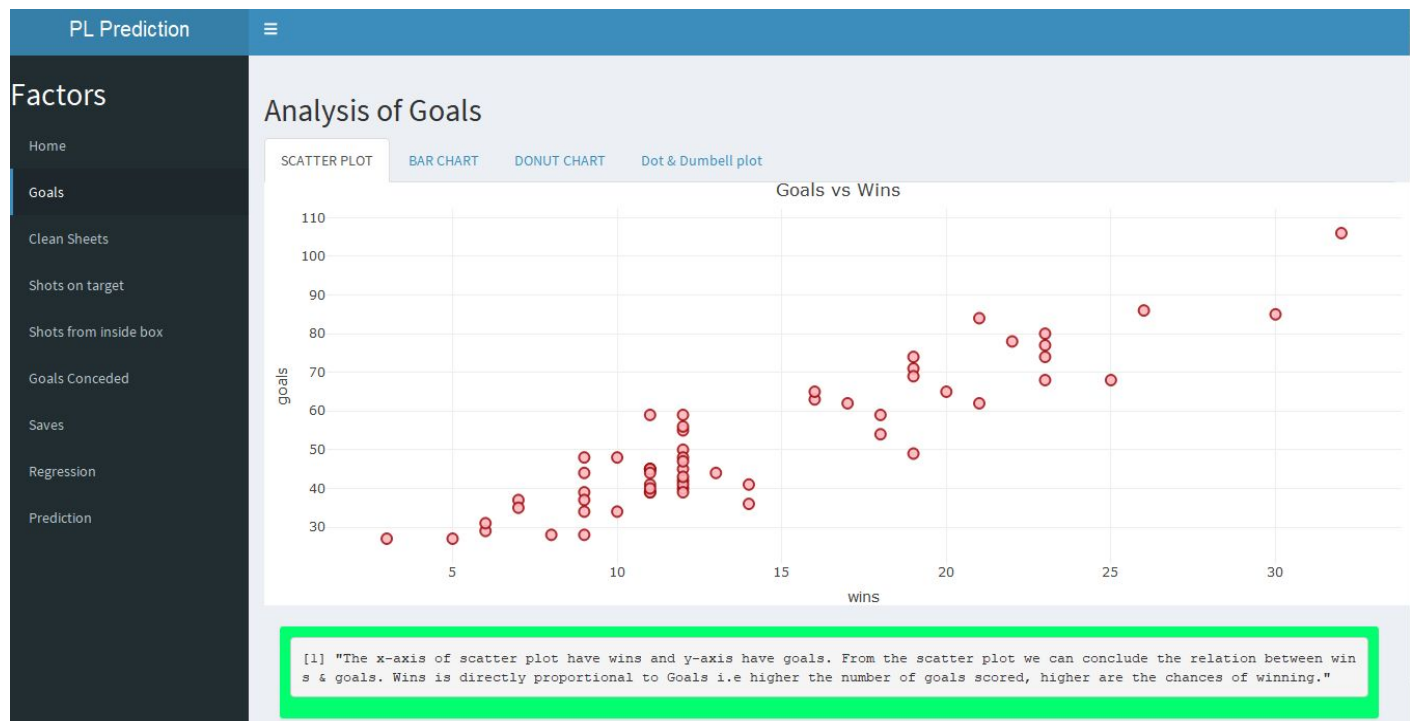 PL Prediction
☰
Factors
Home
Goals
Clean Sheets
Shots on target
Shots from inside box
Goals Conceded
Saves
Regression
Prediction
Analysis of Goals
SCATTER PLOT BAR CHART DONUT CHART Dot & Dumbell plot
Goals vs Wins
110
100
90
80
70
60
50
40
30
goals
5 10 15 20 25 30
wins
[1] "The x-axis of scatter plot have wins and y-axis have goals. From the scatter plot we can conclude the relation between win
s & goals. Wins is directly proportional to Goals i.e higher the number of goals scored, higher are the chances of winning."